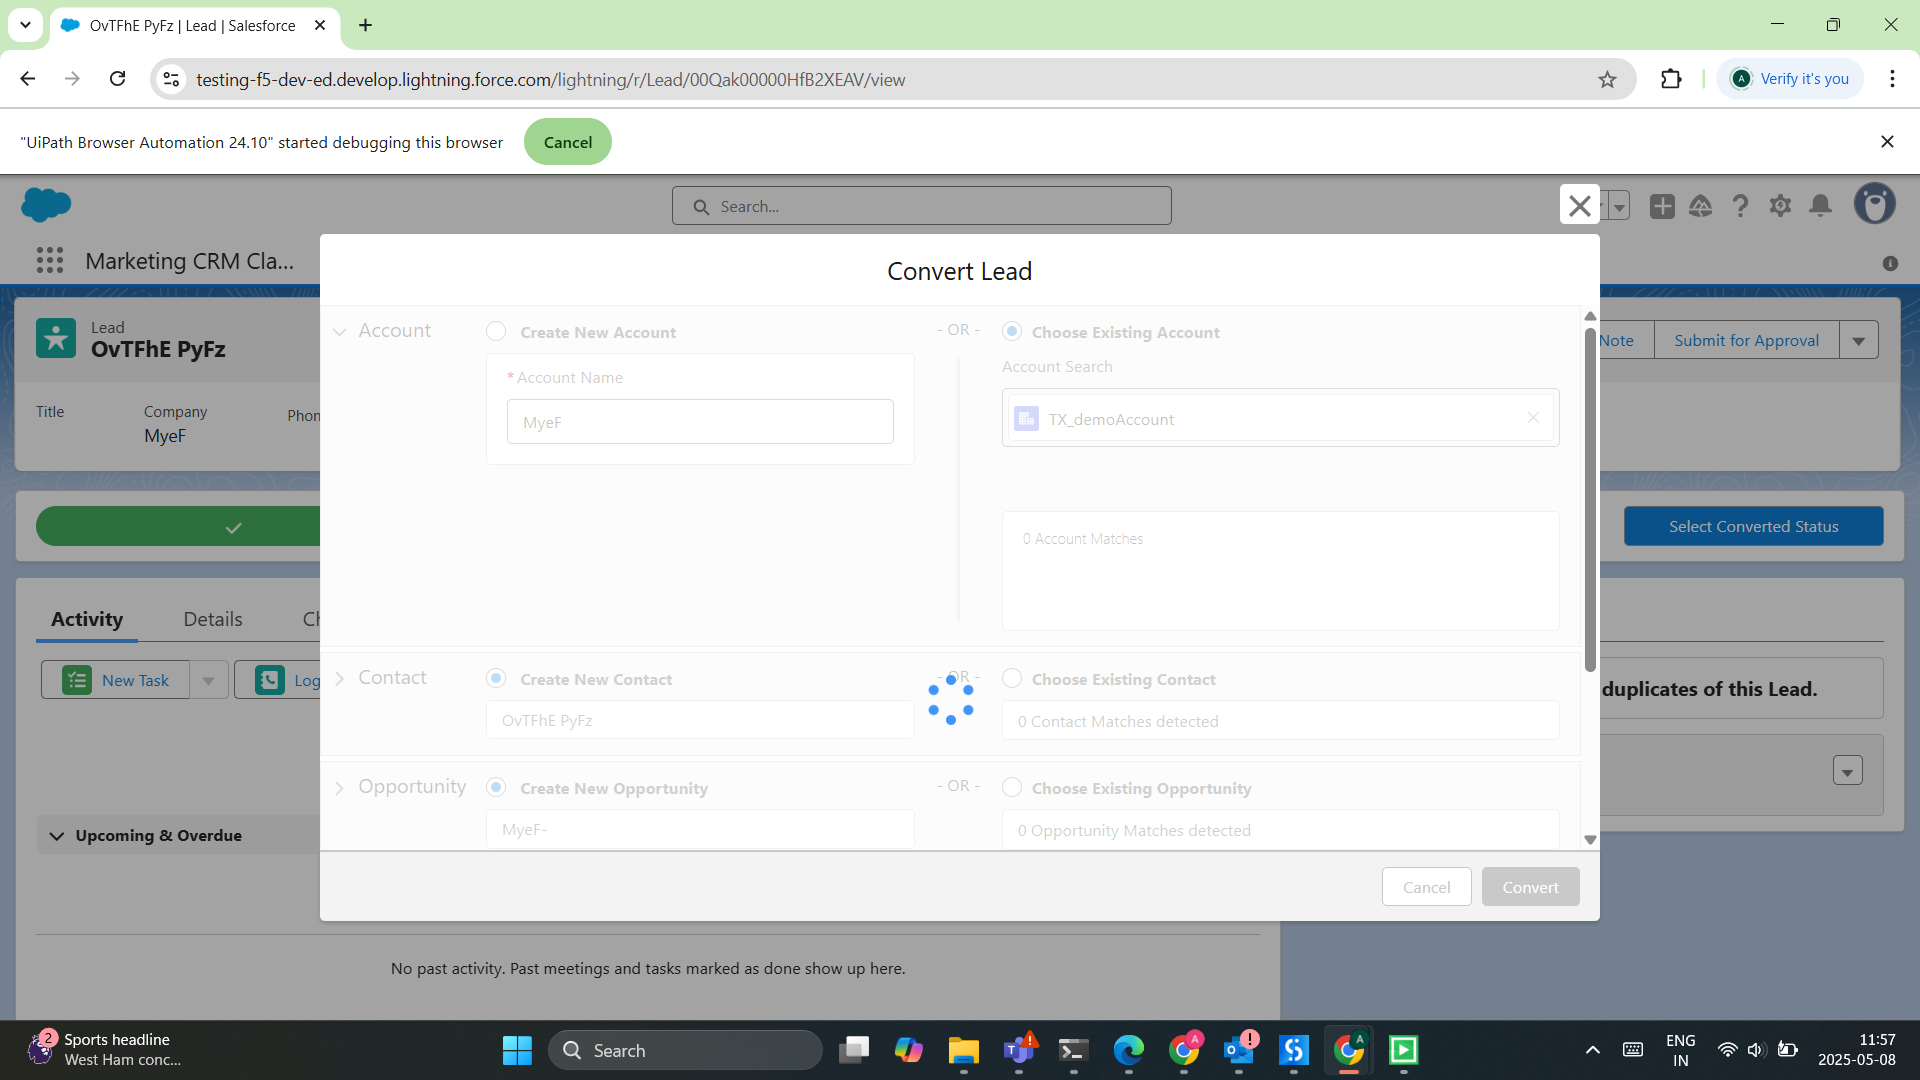 OvTFhE PyFz | Lead | Salesforce
testing-f5-dev-ed.develop.lightning.force.com/lightning/r/Lead/00Qak00000HfB2XEAV/view
A
Verify it's you
"UiPath Browser Automation 24.10" started debugging this browser
Cancel
Search...
Marketing CRM Cla...
Convert Lead
Lead
OvTFhE PyFz
Note
Submit for Approval
Title
Company
Phon
MyeF
Select Converted Status
Account
Create New Account
- OR -
Choose Existing Account
*Account Name
MyeF
Account Search
TX_demoAccount
0 Account Matches
Contact
Create New Contact
- OR -
Choose Existing Contact
OvTFhE PyFz
0 Contact Matches detected
Opportunity
Create New Opportunity
- OR -
Choose Existing Opportunity
MyeF-
0 Opportunity Matches detected
Cancel
Convert
Activity
Details
Ch
New Task
Log
duplicates of this Lead.
Upcoming & Overdue
No past activity. Past meetings and tasks marked as done show up here.
2
Sports headline
West Ham conc...
Search
A
A
ENG
IN
11:57
2025-05-08